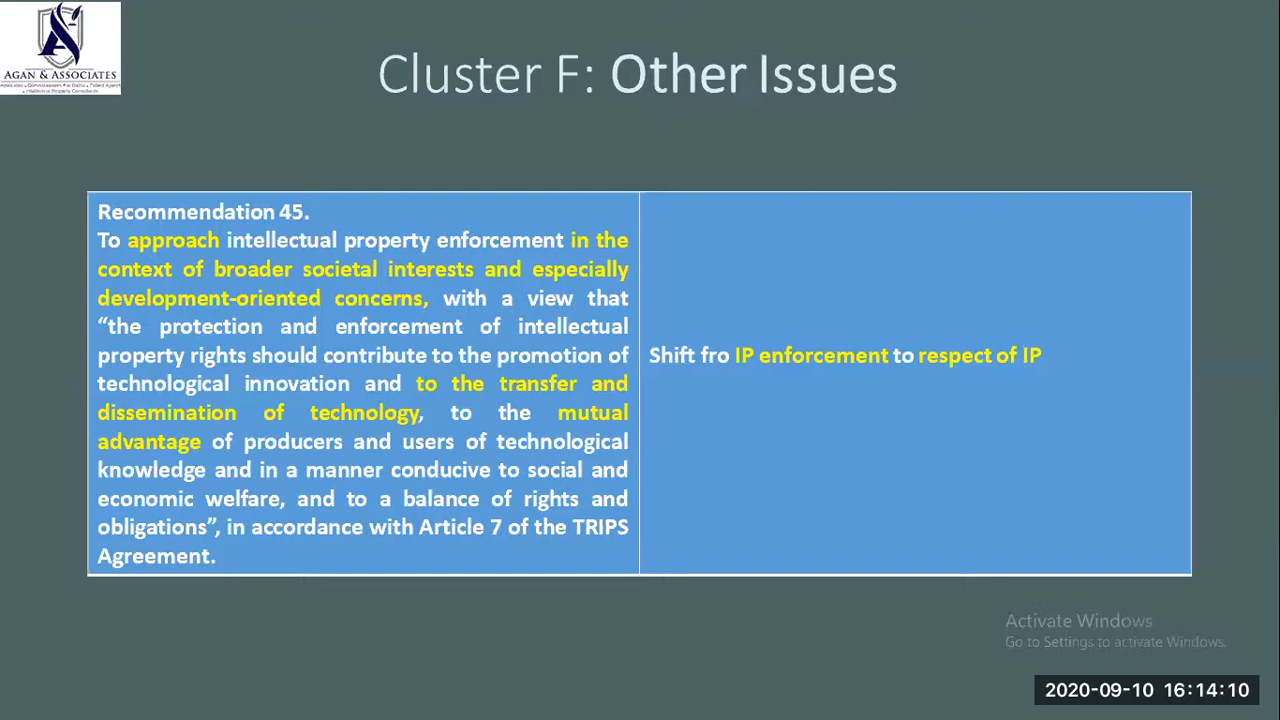 AGAN & ASSOCIATES
Cluster F: Other Issues
Recommendation 45.
To approach intellectual property enforcement in the
context of broader societal interests and especially
development-oriented concerns, with a view that
“the protection and enforcement of intellectual
property rights should contribute to the promotion of
technological innovation and to the transfer and
dissemination of technology, to the mutual
advantage of producers and users of technological
knowledge and in a manner conducive to social and
economic welfare, and to a balance of rights and
obligations”, in accordance with Article 7 of the TRIPS
Agreement.
Shift fro IP enforcement to respect of IP
Activate Windows
Go to Settings to activate Windows.
2020-09-10 16:14:10